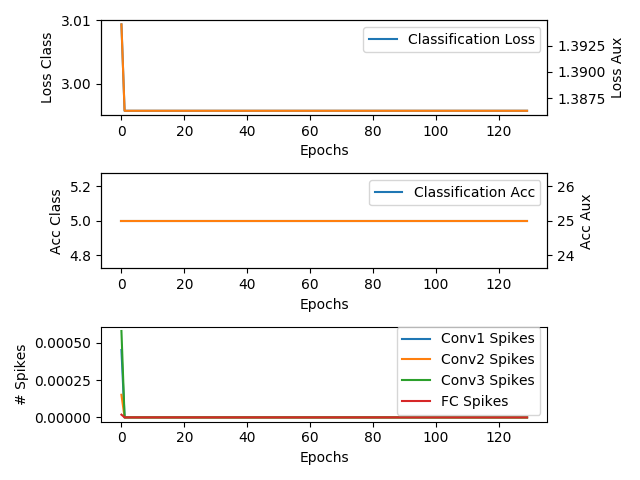 Loss Class
3.01
3.00
Classification Loss
1.3925
1.3900
1.3875
Loss Aux
0 20 40 60 80 100 120
Epochs
Acc Class
5.2
5.0
4.8
Classification Acc
26
25
24
Acc Aux
0 20 40 60 80 100 120
Epochs
# Spikes
0.00050
0.00025
0.00000
Conv1 Spikes
Conv2 Spikes
Conv3 Spikes
FC Spikes
0 20 40 60 80 100 120
Epochs